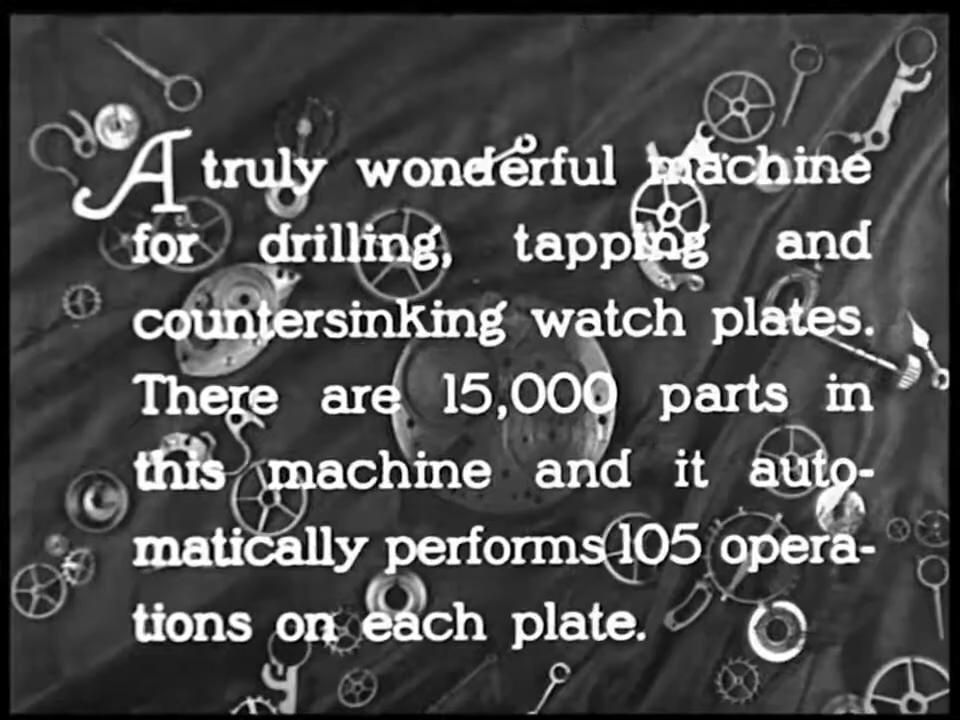 A truly wonderful machine
for drilling, tapping and
countersinking watch plates.
There are 15,000 parts in
this machine and it auto-
matically performs 105 opera-
tions on each plate.